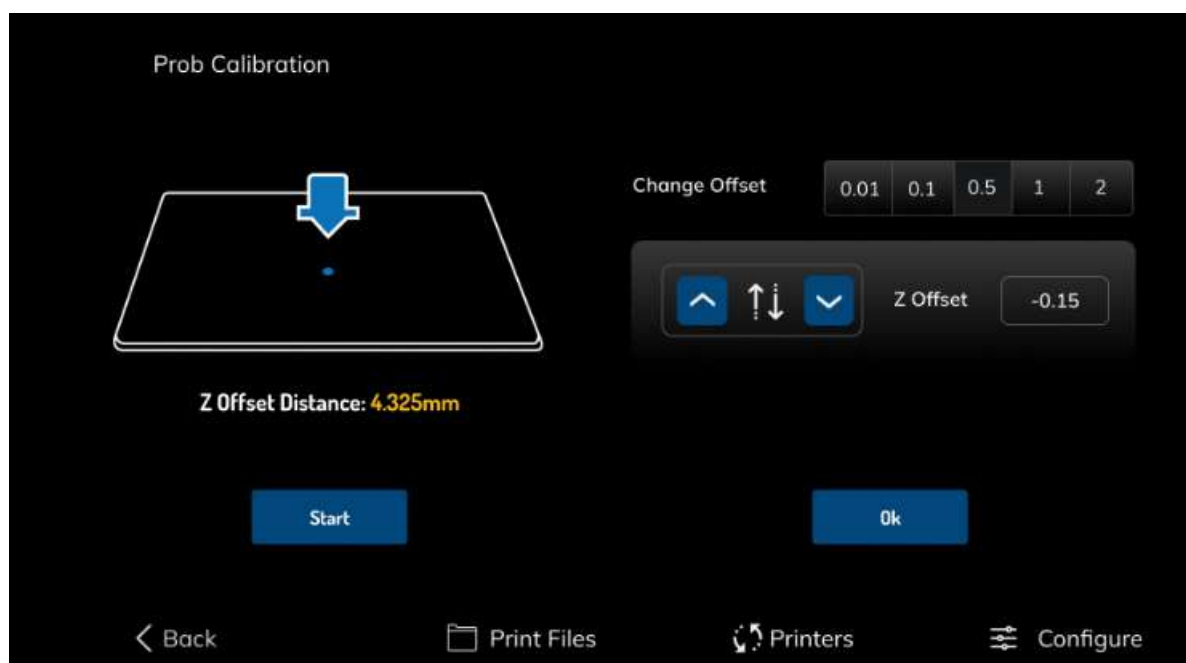 Prob Calibration
Change Offset 0.01 0.1 0.5 1 2
Z Offset -0.15
Z Offset Distance: 4.325mm
Start Ok
Back Print Files Printers Configure